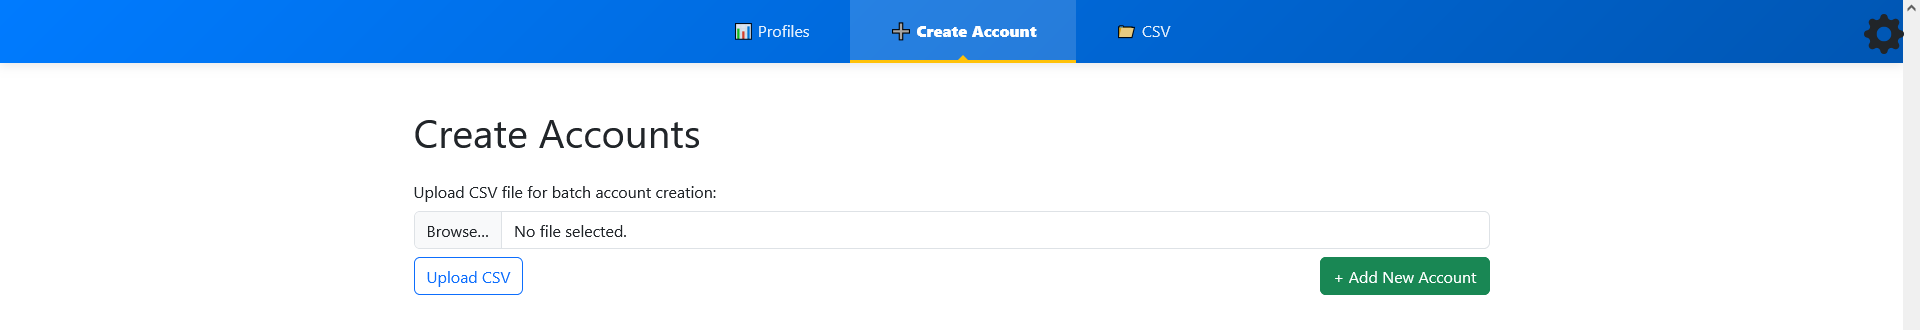 📊 Profiles ➕ Create Account 📁 CSV
Create Accounts
Upload CSV file for batch account creation:
Browse... No file selected.
Upload CSV + Add New Account